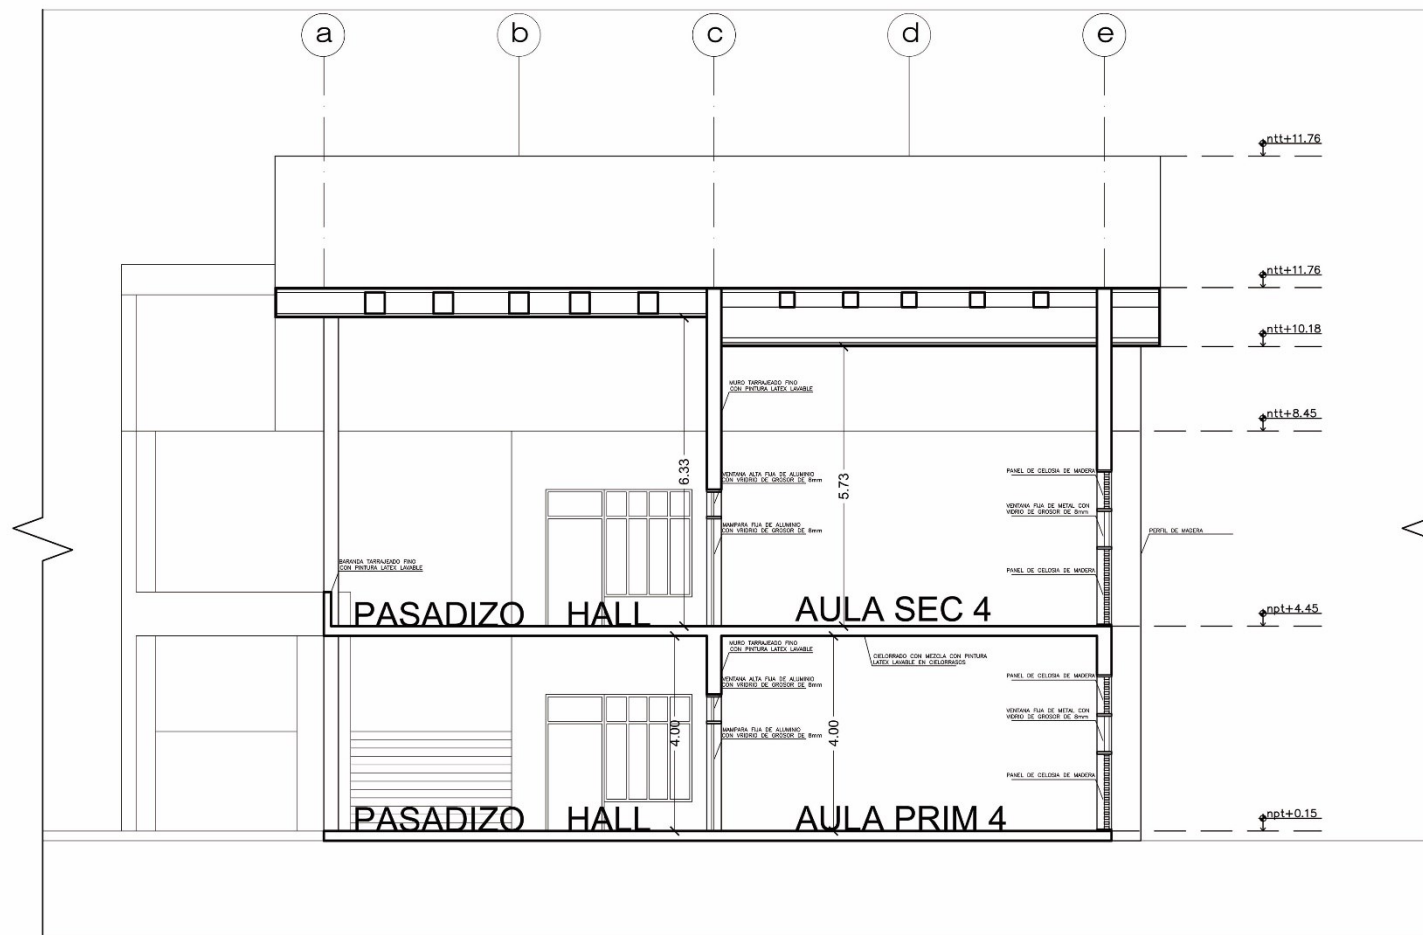 a
b
c
d
e
ntt+11.76
ntt+11.76
ntt+10.18
ntt+8.45
MURO TARRAJEADO FINO
CON PINTURA LATEX LAVABLE
6.33
5.73
VENTANA ALTA FIJA DE ALUMINIO
CON VRIDRIO DE GROSOR DE 8mm
PANEL DE CELOSIA DE MADERA
MAMPARA FIJA DE ALUMINIO
CON VRIDRIO DE GROSOR DE 8mm
VENTANA FIJA DE METAL CON
VIDRIO DE GROSOR DE 8mm
PERFIL DE MADERA
BARANDA TARRAJEADO FINO
CON PINTURA LATEX LAVABLE
PANEL DE CELOSIA DE MADERA
PASADIZO
HALL
AULA SEC 4
npt+4.45
MURO TARRAJEADO FINO
CON PINTURA LATEX LAVABLE
CIELORRADO CON MEZCLA CON PINTURA
LATEX LAVABLE EN CIELORRASOS
VENTANA ALTA FIJA DE ALUMINIO
CON VRIDRIO DE GROSOR DE 8mm
PANEL DE CELOSIA DE MADERA
VENTANA FIJA DE METAL CON
VIDRIO DE GROSOR DE 8mm
4.00
4.00
MAMPARA FIJA DE ALUMINIO
CON VRIDRIO DE GROSOR DE 8mm
PANEL DE CELOSIA DE MADERA
PASADIZO
HALL
AULA PRIM 4
npt+0.15